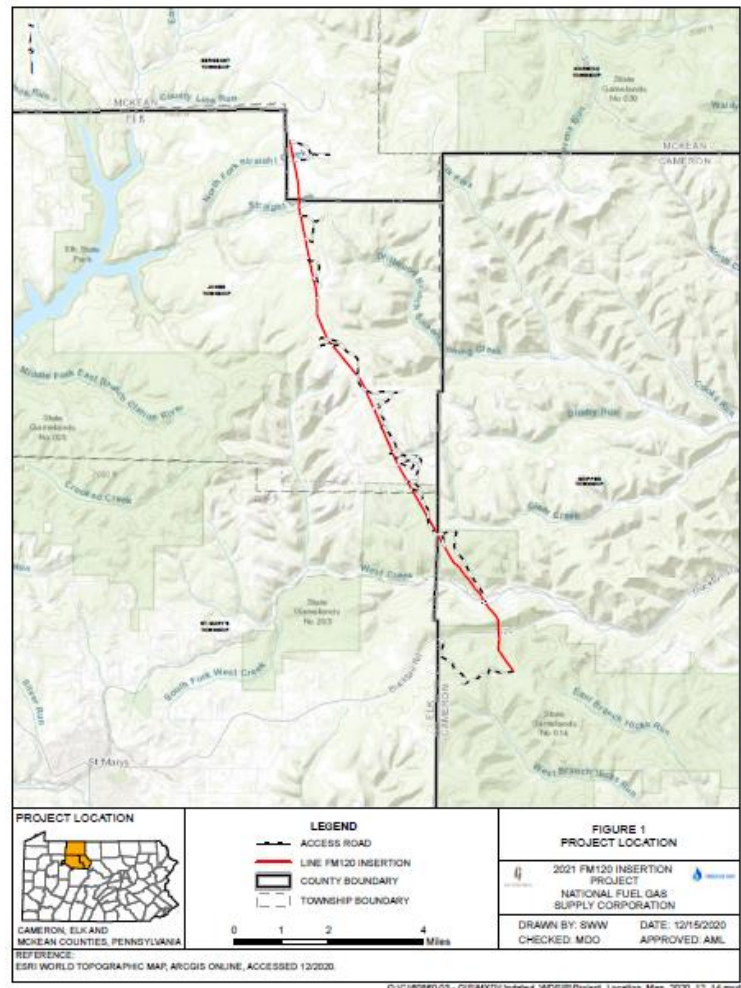 SERGEANT
TOWNSHIP
NORWICH
TOWNSHIP
State
Gamelands
No 030
MCKEAN
County Line Run
ELK
MCKEAN
CAMERON
North Fork Straight Creek
Straight
Elk State
Park
JONES
TOWNSHIP
Middle Fork East Branch Clarion River
State
Gamelands
No 025
Crooked Creek
SHIPPEN
TOWNSHIP
West Creek
State
Gamelands
No 293
ST MARYS
TOWNSHIP
South Fork West Creek
Silver Run
St Marys
ELK
CAMERON
East Branch Hicks Run
State
Gamelands
No 014
West Branch Hicks Run
PROJECT LOCATION
CAMERON, ELK AND
MCKEAN COUNTIES, PENNSYLVANIA
LEGEND
ACCESS ROAD
LINE FM120 INSERTION
COUNTY BOUNDARY
TOWNSHIP BOUNDARY
0 2 4
Miles
FIGURE 1
PROJECT LOCATION
2021 FM120 INSERTION
PROJECT
NATIONAL FUEL GAS
SUPPLY CORPORATION
DRAWN BY: SWW DATE: 12/15/2020
CHECKED: MDO APPROVED: AML
REFERENCE:
ESRI WORLD TOPOGRAPHIC MAP, ARCGIS ONLINE, ACCESSED 12/2020.